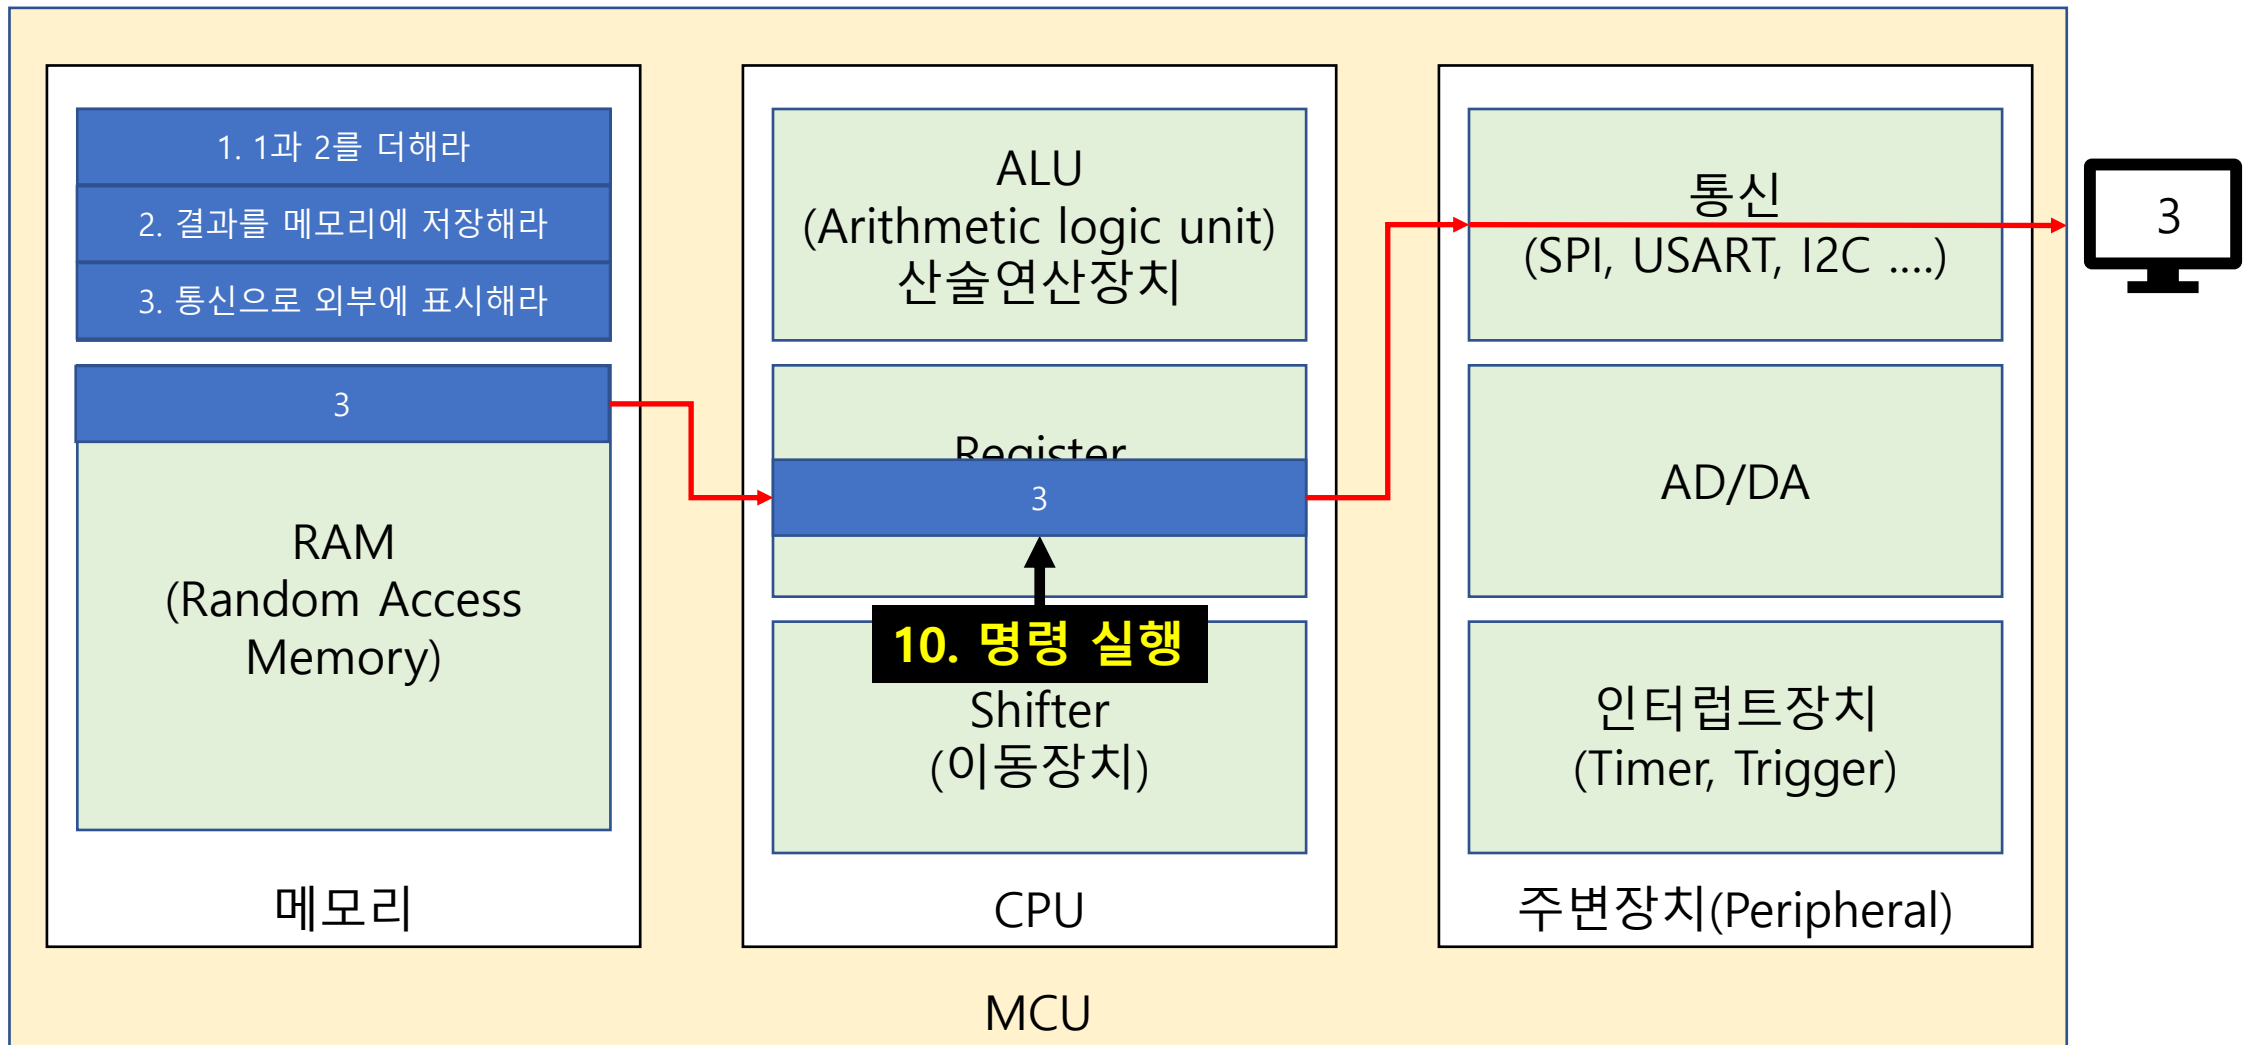 1. 1과 2를 더해라
2. 결과를 메모리에 저장해라
3. 통신으로 외부에 표시해라
3
RAM
(Random Access
Memory)
메모리
ALU
(Arithmetic logic unit)
산술연산장치
Register
3
10. 명령 실행
Shifter
(이동장치)
CPU
통신
(SPI, USART, I2C ....)
AD/DA
인터럽트장치
(Timer, Trigger)
주변장치(Peripheral)
3
MCU